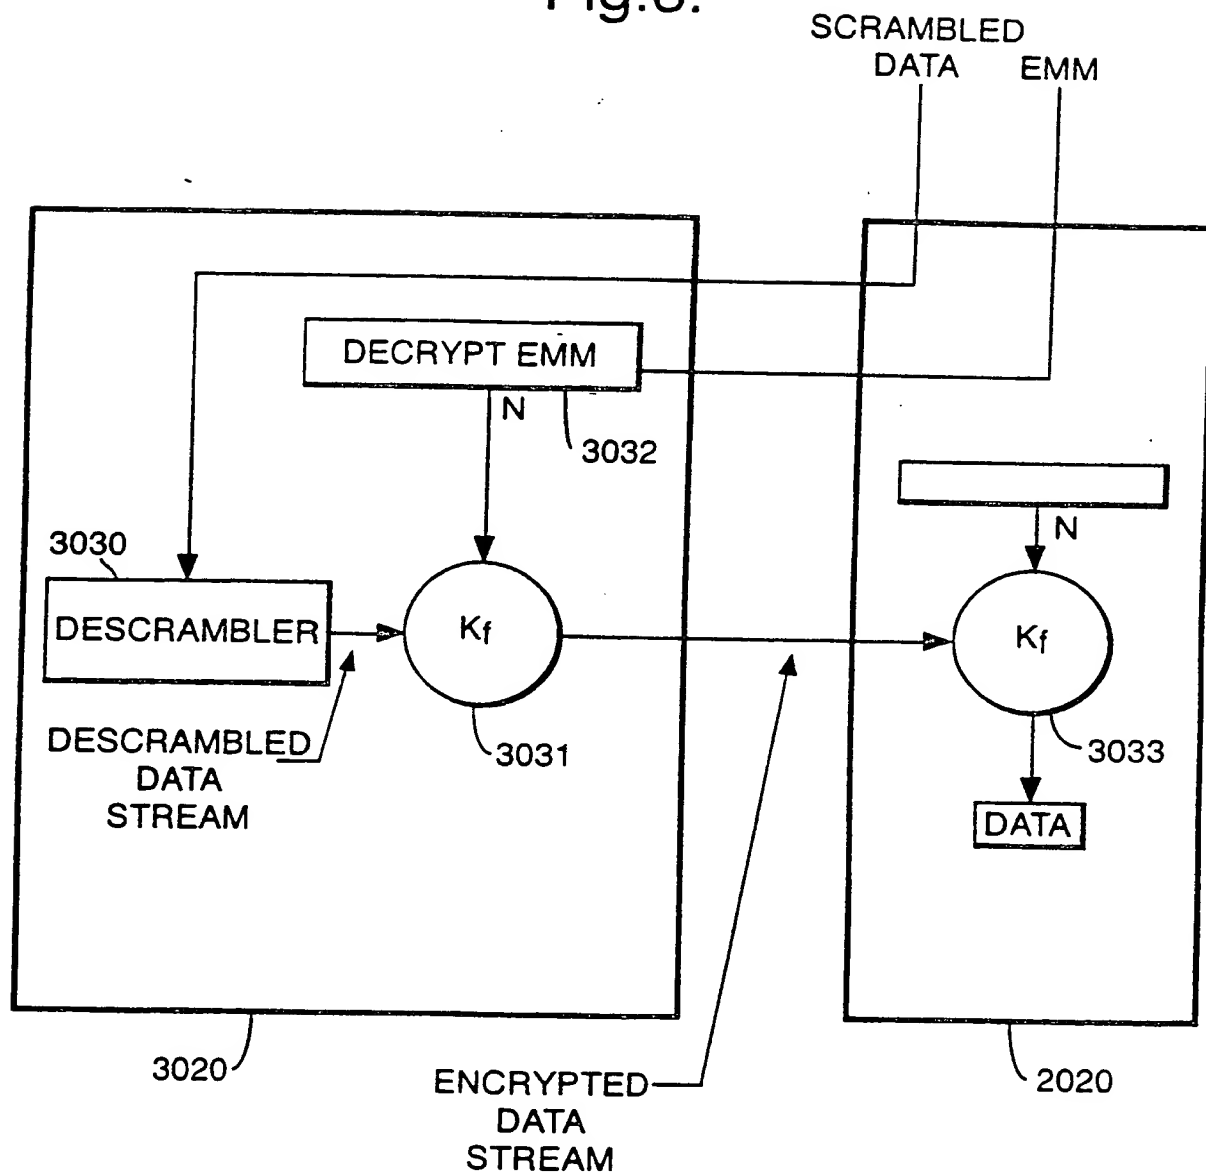 SCRAMBLED
DATA
EMM
DECRYPT EMM
N
3032
N
3030
DESCRAMBLER
Kf
Kf
3031
3033
DESCRAMBLED
DATA
STREAM
DATA
3020
2020
ENCRYPTED
DATA
STREAM